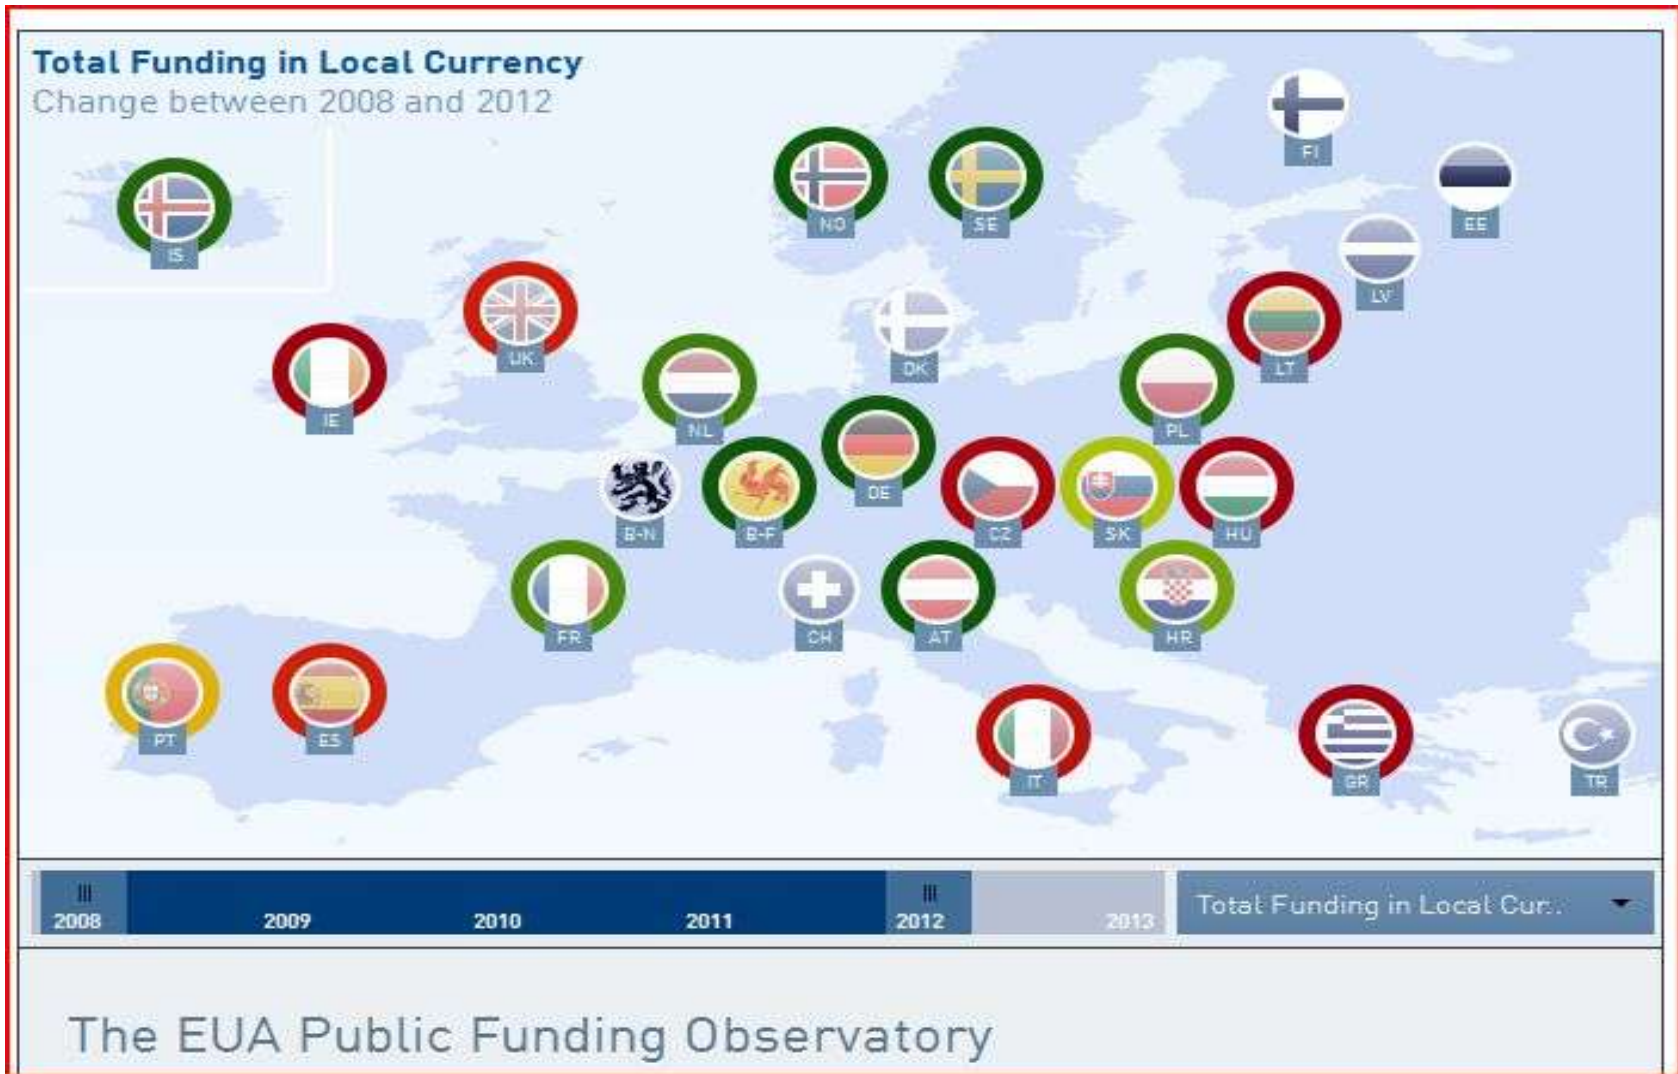 Total Funding in Local Currency
Change between 2008 and 2012
FI
NO
SE
EE
IS
LV
UK
DK
LT
IE
NL
PL
DE
B-N
B-F
CZ
SK
HU
FR
CH
AT
HR
PT
ES
IT
GR
TR
2008
2009
2010
2011
2012
2013
Total Funding in Local Cur..
The EUA Public Funding Observatory